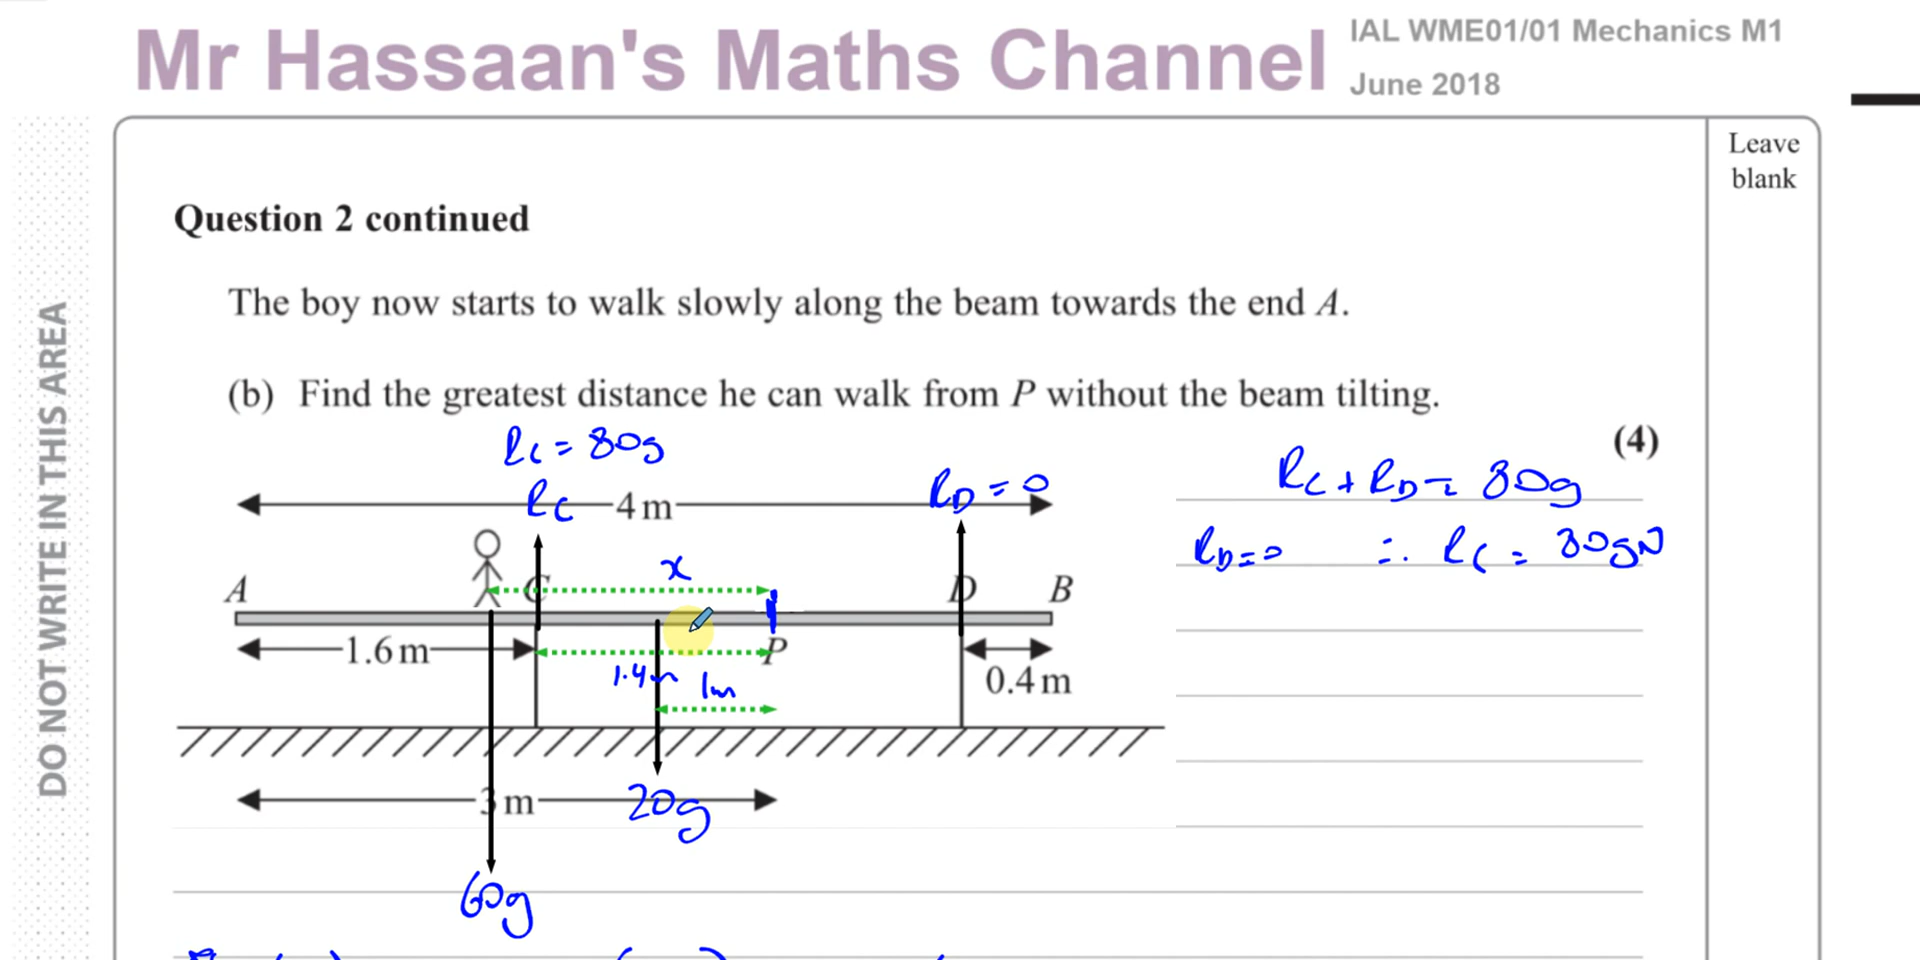 Mr Hassaan's Maths Channel
IAL WME01/01 Mechanics M1
June 2018
Leave
blank
DO NOT WRITE IN THIS AREA
Question 2 continued
The boy now starts to walk slowly along the beam towards the end A.
(b) Find the greatest distance he can walk from P without the beam tilting.
(4)
RC = 80g
RC + RD = 80g
4 m
RC
RD = 0
RD = 0 ∴ RC = 80gN
x
A C D B
1.6 m
P
1.4m
1m
0.4 m
3 m
20g
60g